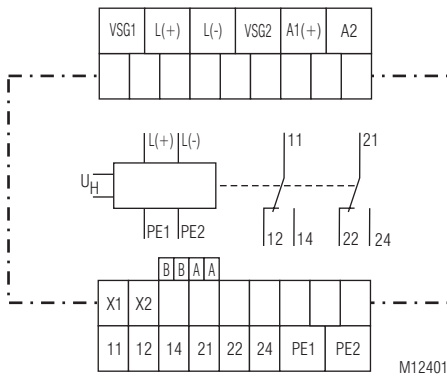 VSG1 L(+) L(-) VSG2 A1(+) A2
L(+) L(-) 11 21
UH
PE1 PE2 12 14 22 24
B B A A
X1 X2
11 12 14 21 22 24 PE1 PE2
M12401